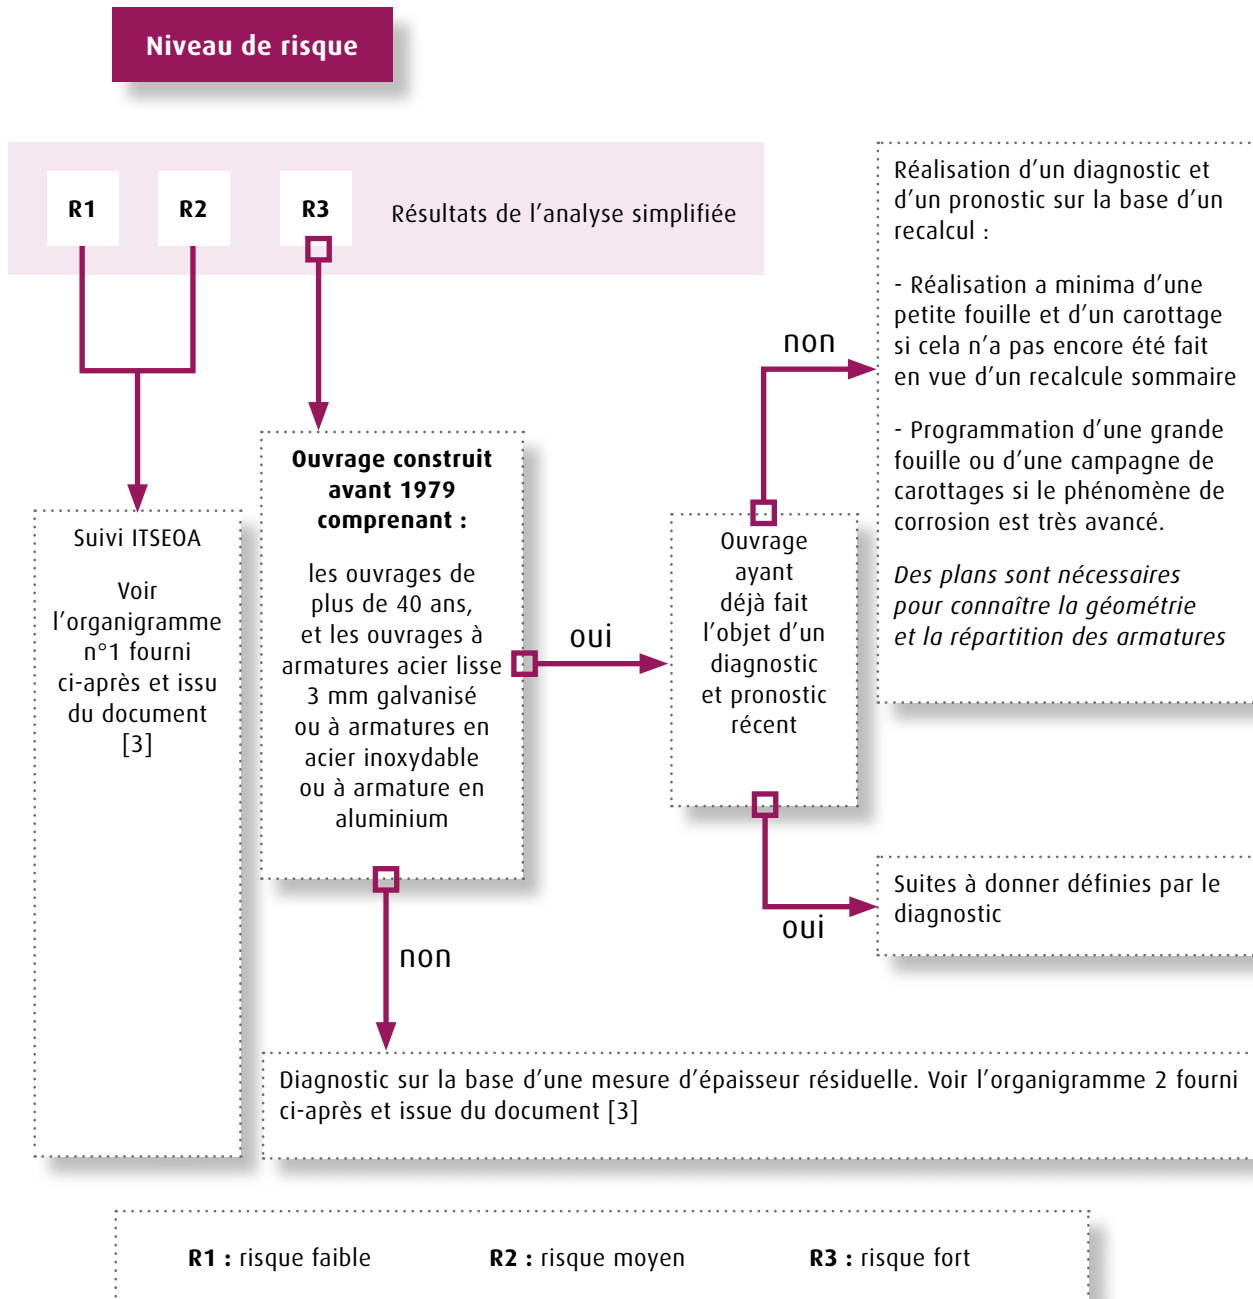 Niveau de risque
R1
R2
R3
Résultats de l'analyse simplifiée
Suivi ITSEOA
Voir
l'organigramme
n°1 fourni
ci-après et issu
du document
[3]
Ouvrage construit
avant 1979
comprenant :
les ouvrages de
plus de 40 ans,
et les ouvrages à
armatures acier lisse
3 mm galvanisé
ou à armatures en
acier inoxydable
ou à armature en
aluminium
oui
non
Ouvrage
ayant
déjà fait
l'objet d'un
diagnostic
et pronostic
récent
non
oui
Réalisation d'un diagnostic et
d'un pronostic sur la base d'un
recalcul :
- Réalisation a minima d'une
petite fouille et d'un carottage
si cela n'a pas encore été fait
en vue d'un recalcule sommaire
- Programmation d'une grande
fouille ou d'une campagne de
carottages si le phénomène de
corrosion est très avancé.
Des plans sont nécessaires
pour connaître la géométrie
et la répartition des armatures
Suites à donner définies par le
diagnostic
Diagnostic sur la base d'une mesure d'épaisseur résiduelle. Voir l'organigramme 2 fourni
ci-après et issue du document [3]
R1 : risque faible
R2 : risque moyen
R3 : risque fort